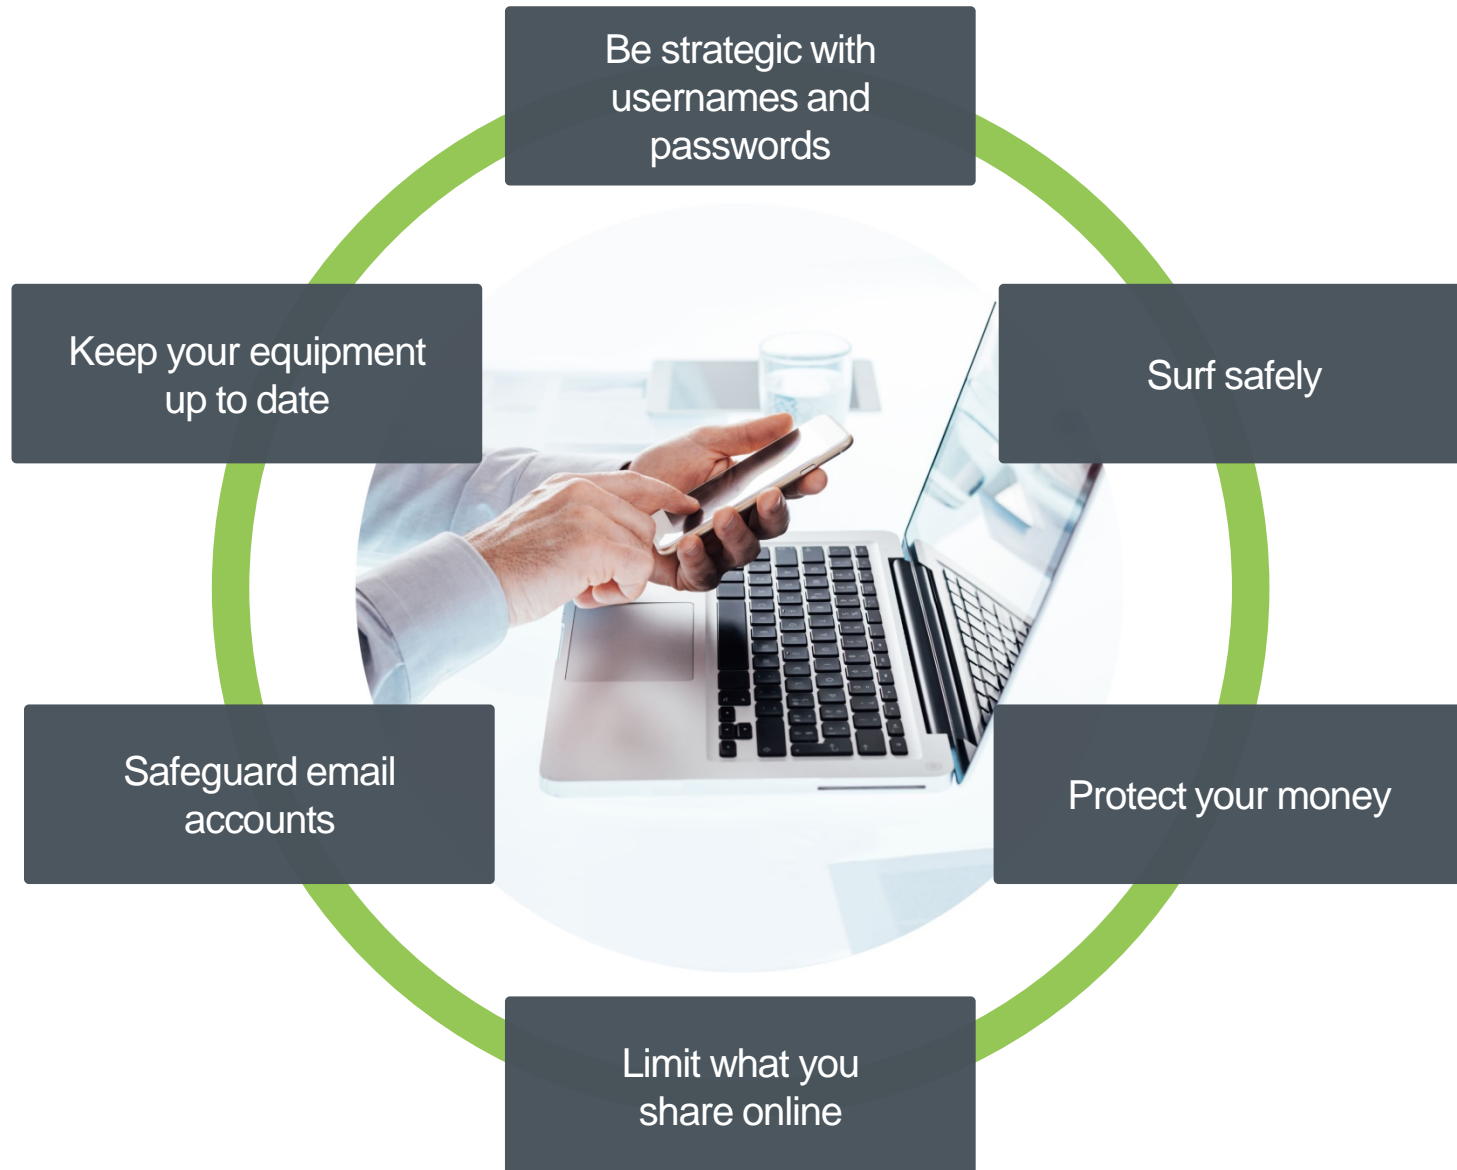 Be strategic with
usernames and
passwords
Keep your equipment
up to date
Surf safely
Safeguard email
accounts
Protect your money
Limit what you
share online